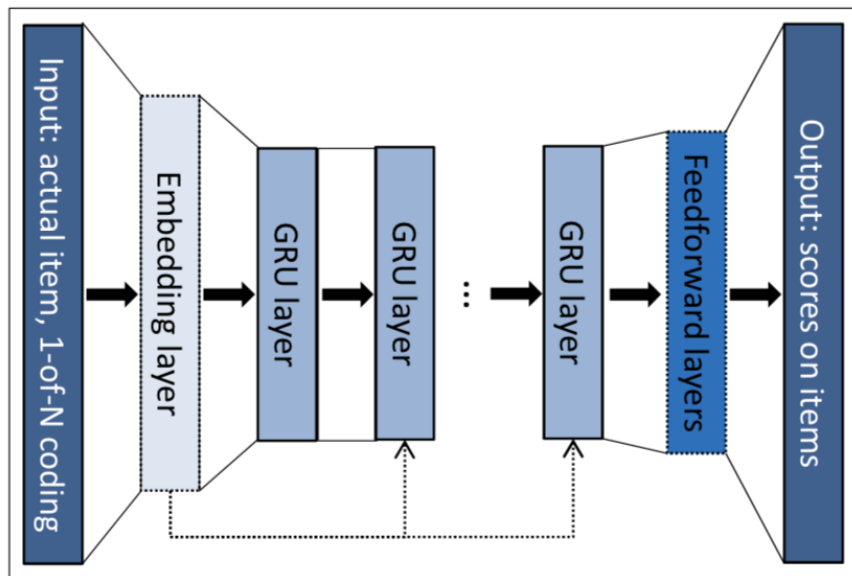 Input: actual item, 1-of-N coding
Embedding layer
GRU layer
GRU layer
...
GRU layer
Feedforward layers
Output: scores on items